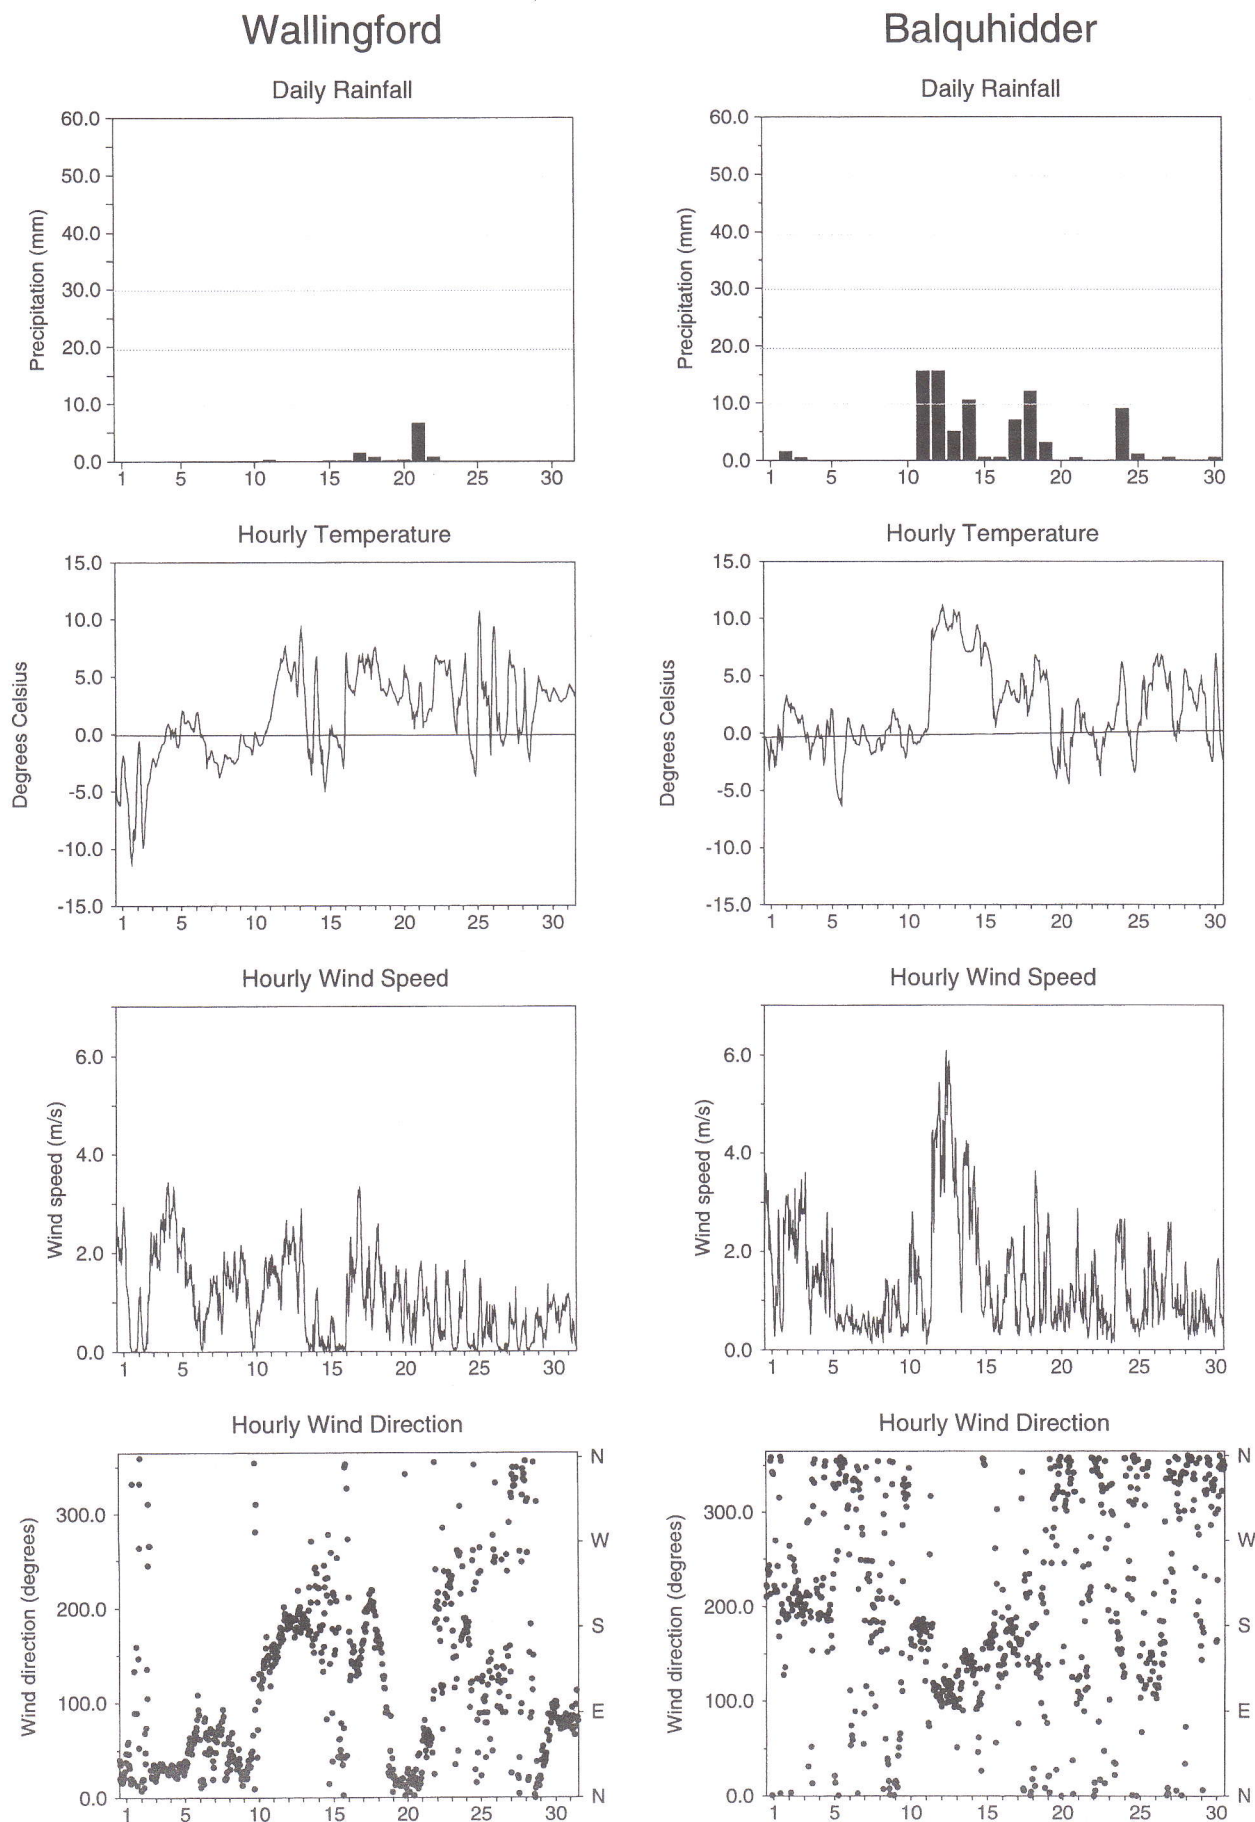 Wallingford
Balquhidder
Daily Rainfall
Precipitation (mm)
60.0
50.0
40.0
30.0
20.0
10.0
0.0
1 5 10 15 20 25 30
Daily Rainfall
Precipitation (mm)
60.0
50.0
40.0
30.0
20.0
10.0
0.0
1 5 10 15 20 25 30
Hourly Temperature
Degrees Celsius
15.0
10.0
5.0
0.0
-5.0
-10.0
-15.0
1 5 10 15 20 25 30
Hourly Temperature
Degrees Celsius
15.0
10.0
5.0
0.0
-5.0
-10.0
-15.0
1 5 10 15 20 25 30
Hourly Wind Speed
Wind speed (m/s)
6.0
4.0
2.0
0.0
1 5 10 15 20 25 30
Hourly Wind Speed
Wind speed (m/s)
6.0
4.0
2.0
0.0
1 5 10 15 20 25 30
Hourly Wind Direction
Wind direction (degrees)
300.0
200.0
100.0
0.0
N
W
S
E
N
1 5 10 15 20 25 30
Hourly Wind Direction
Wind direction (degrees)
300.0
200.0
100.0
0.0
N
W
S
E
N
1 5 10 15 20 25 30